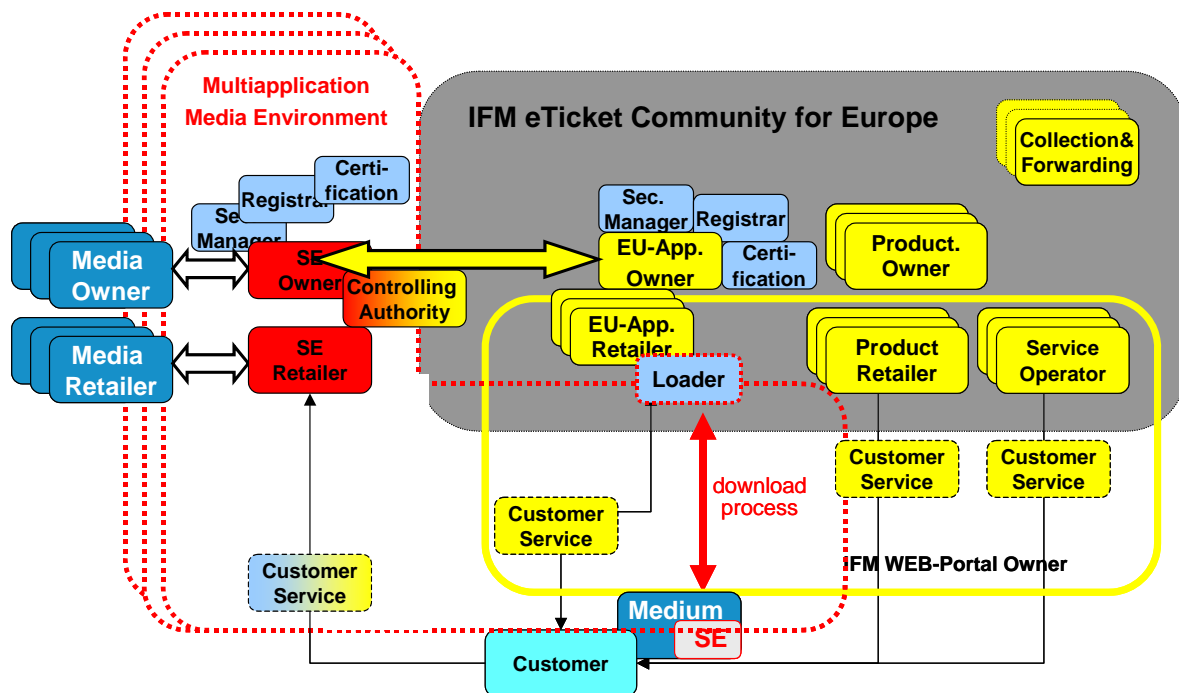 Multiapplication
Media Environment
IFM eTicket Community for Europe
Collection&
Forwarding
Certi-
fication
Registrar
Sec.
Manager
Media
Owner
SE
Owner
Controlling
Authority
Sec.
Manager
Registrar
EU-App.
Owner
Certi-
fication
Product.
Owner
Media
Retailer
SE
Retailer
EU-App.
Retailer
Loader
Product
Retailer
Service
Operator
download
process
Customer
Service
Customer
Service
Customer
Service
Customer
Service
IFM WEB-Portal Owner
Medium
SE
Customer